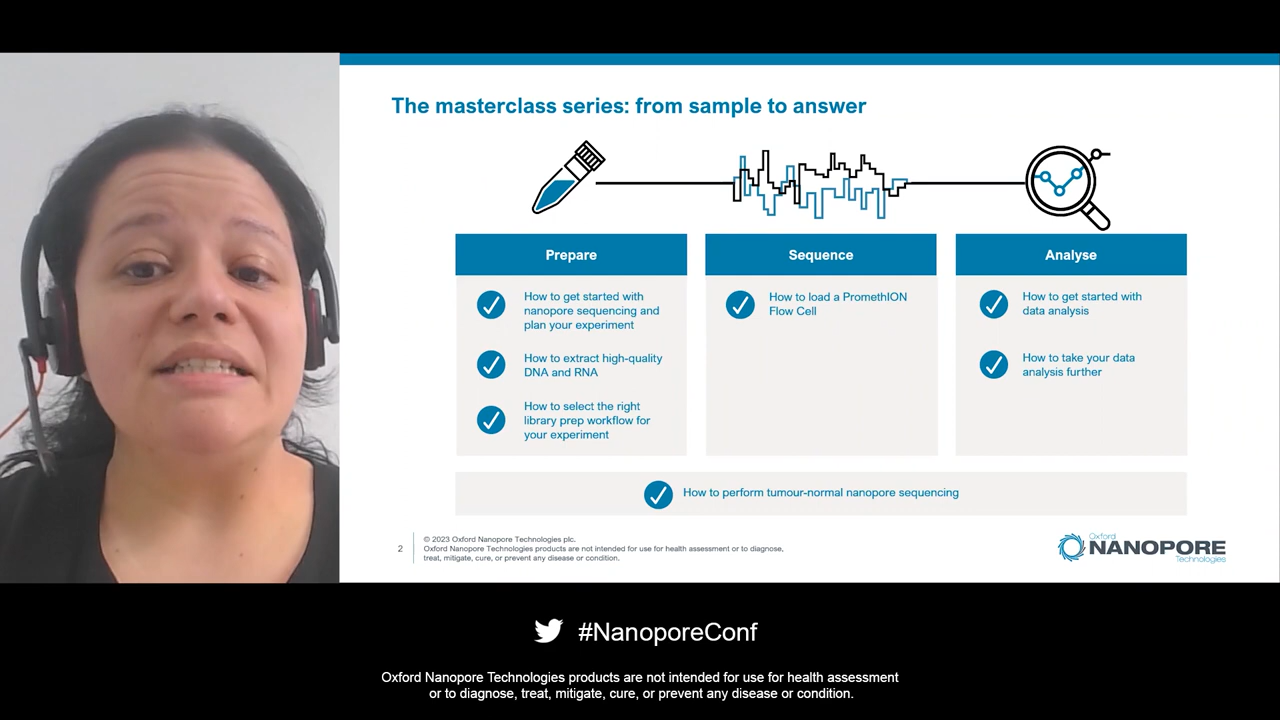 The masterclass series: from sample to answer
Prepare
How to get started with
nanopore sequencing and
plan your experiment
How to extract high-quality
DNA and RNA
How to select the right
library prep workflow for
your experiment
Sequence
How to load a PromethION
Flow Cell
Analyse
How to get started with
data analysis
How to take your data
analysis further
How to perform tumour-normal nanopore sequencing
2
© 2023 Oxford Nanopore Technologies plc.
Oxford Nanopore Technologies products are not intended for use for health assessment or to diagnose,
treat, mitigate, cure, or prevent any disease or condition.
Oxford
NANOPORE
Technologies
#NanoporeConf
Oxford Nanopore Technologies products are not intended for use for health assessment
or to diagnose, treat, mitigate, cure, or prevent any disease or condition.